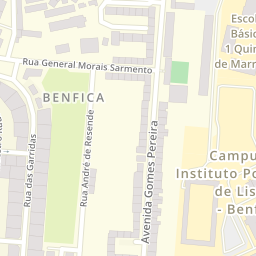 Escol
Básic
1 Quin
de Marr
Rua General Morais Sarmento
BENFICA
Rua das Garridas
Rua André de Resende
Avenida Gomes Pereira
Campu
Instituto Po
de Lis
- Benf